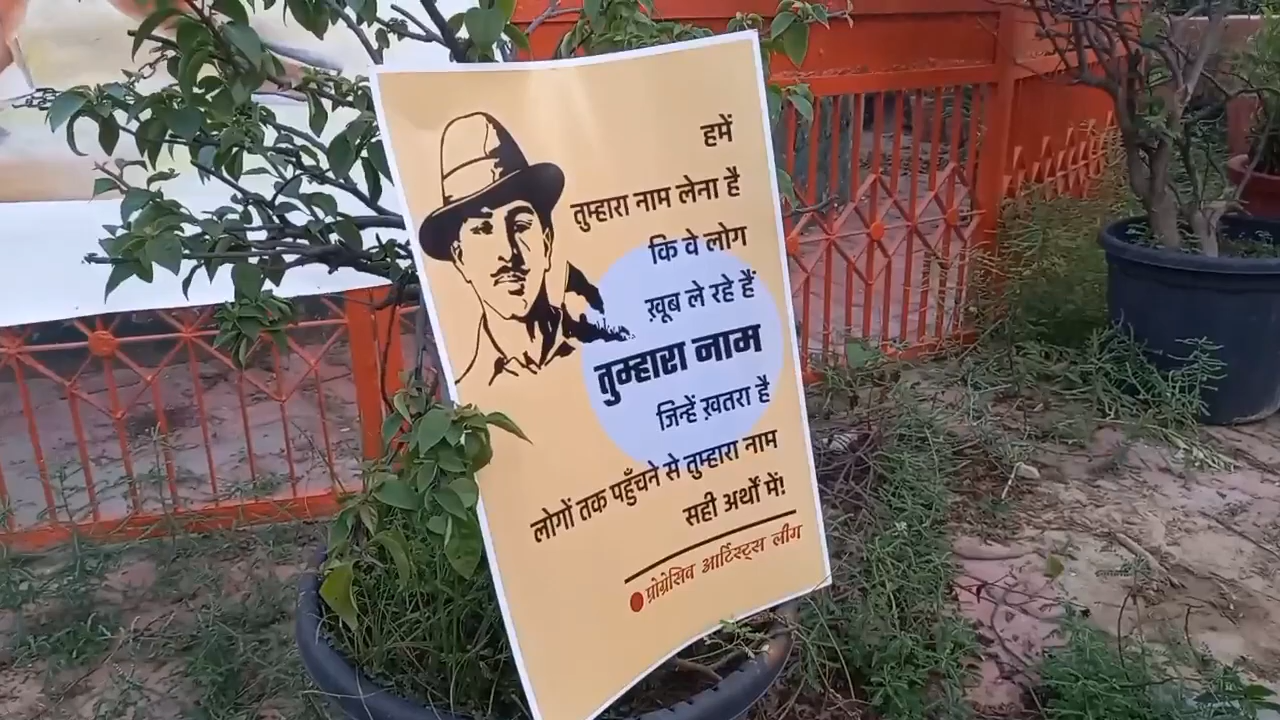 हमें
तुम्हारा नाम लेना है
कि वे लोग
ख़ूब ले रहे हैं
तुम्हारा नाम
जिन्हें ख़तरा है
लोगों तक पहुँचने से तुम्हारा नाम
सही अर्थों में!
प्रोग्रेसिव आर्टिस्ट्स लीग